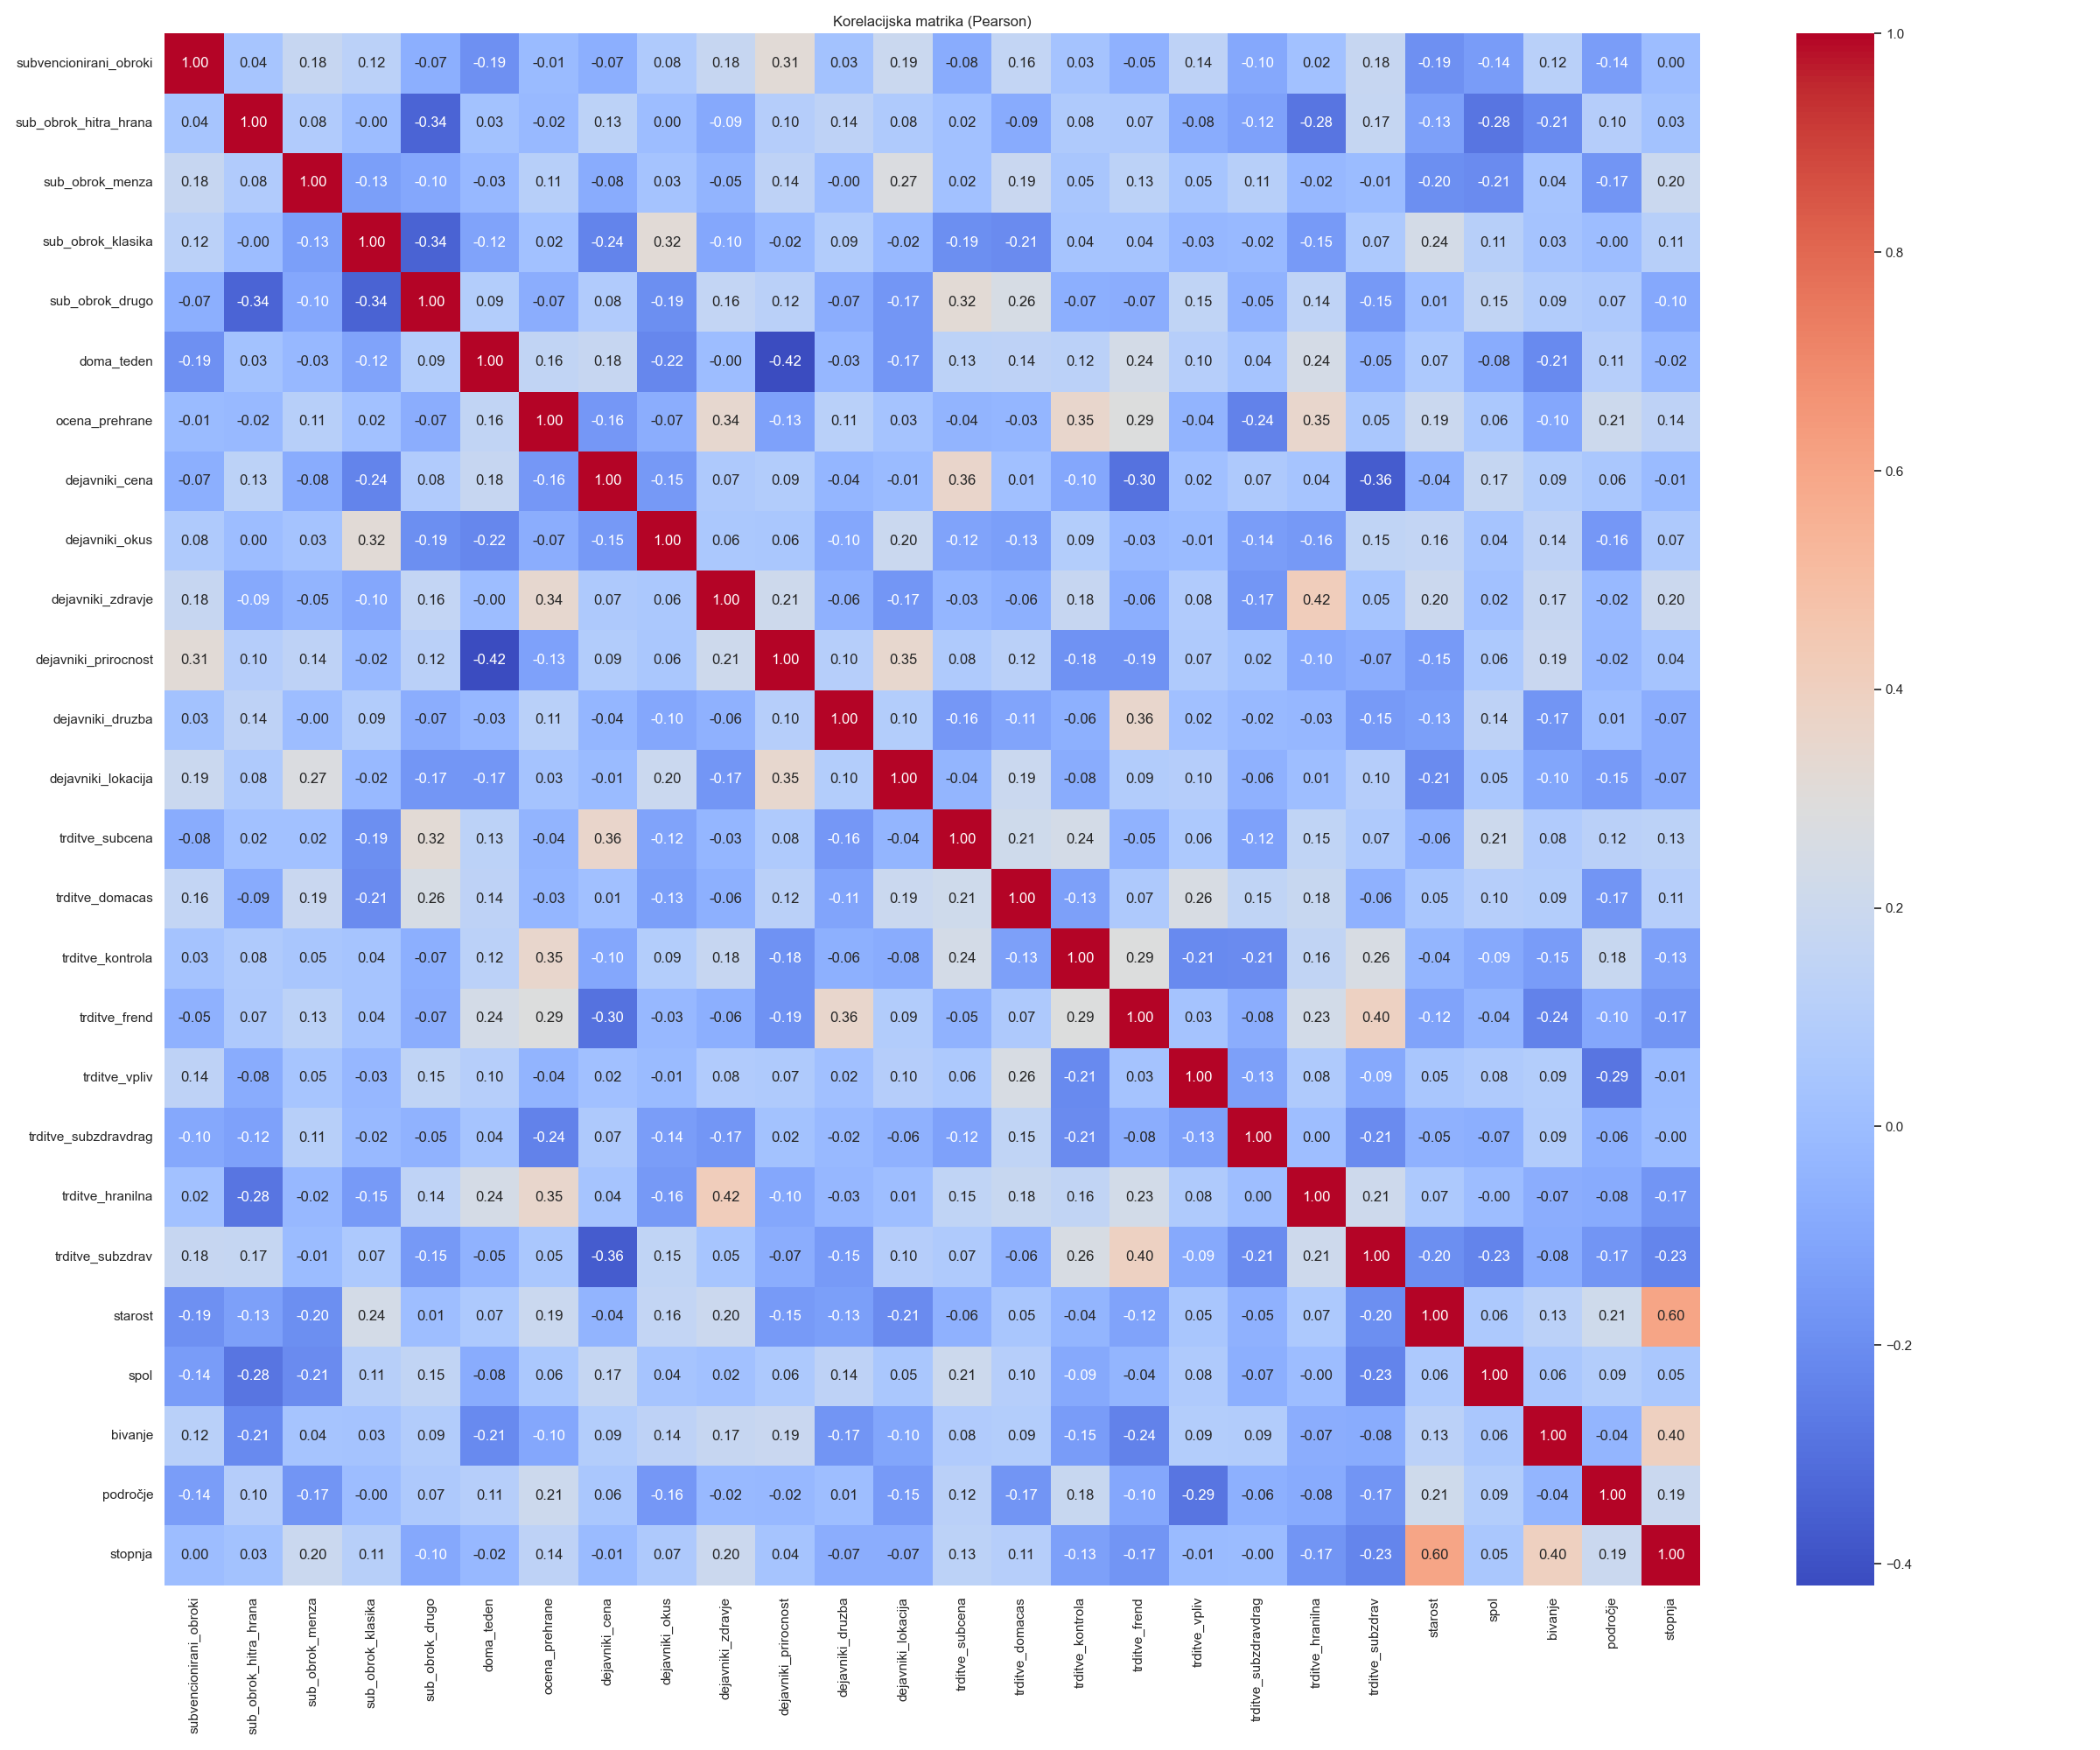 Korelacijska matrika (Pearson)
subvencionirani_obroki 1.00 0.04 0.18 0.12 -0.07 -0.19 -0.01 -0.07 0.08 0.18 0.31 0.03 0.19 -0.08 0.16 0.03 -0.05 0.14 -0.10 0.02 0.18 -0.19 -0.14 0.12 -0.14 0.00
sub_obrok_hitra_hrana 0.04 1.00 0.08 -0.00 -0.34 0.03 -0.02 0.13 0.00 -0.09 0.10 0.14 0.08 0.02 -0.09 0.08 0.07 -0.08 -0.12 -0.28 0.17 -0.13 -0.28 -0.21 0.10 0.03
sub_obrok_menza 0.18 0.08 1.00 -0.13 -0.10 -0.03 0.11 -0.08 0.03 -0.05 0.14 -0.00 0.27 0.02 0.19 0.05 0.13 0.05 0.11 -0.02 -0.01 -0.20 -0.21 0.04 -0.17 0.20
sub_obrok_klasika 0.12 -0.00 -0.13 1.00 -0.34 -0.12 0.02 -0.24 0.32 -0.10 -0.02 0.09 -0.02 -0.19 -0.21 0.04 0.04 -0.03 -0.02 -0.15 0.07 0.24 0.11 0.03 -0.00 0.11
sub_obrok_drugo -0.07 -0.34 -0.10 -0.34 1.00 0.09 -0.07 0.08 -0.19 0.16 0.12 -0.07 -0.17 0.32 0.26 -0.07 -0.07 0.15 -0.05 0.14 -0.15 0.01 0.15 0.09 0.07 -0.10
doma_teden -0.19 0.03 -0.03 -0.12 0.09 1.00 0.16 0.18 -0.22 -0.00 -0.42 -0.03 -0.17 0.13 0.14 0.12 0.24 0.10 0.04 0.24 -0.05 0.07 -0.08 -0.21 0.11 -0.02
ocena_prehrane -0.01 -0.02 0.11 0.02 -0.07 0.16 1.00 -0.16 -0.07 0.34 -0.13 0.11 0.03 -0.04 -0.03 0.35 0.29 -0.04 -0.24 0.35 0.05 0.19 0.06 -0.10 0.21 0.14
dejavniki_cena -0.07 0.13 -0.08 -0.24 0.08 0.18 -0.16 1.00 -0.15 0.07 0.09 -0.04 -0.01 0.36 0.01 -0.10 -0.30 0.02 0.07 0.04 -0.36 -0.04 0.17 0.09 0.06 -0.01
dejavniki_okus 0.08 0.00 0.03 0.32 -0.19 -0.22 -0.07 -0.15 1.00 0.06 0.06 -0.10 0.20 -0.12 -0.13 0.09 -0.03 -0.01 -0.14 -0.16 0.15 0.16 0.04 0.14 -0.16 0.07
dejavniki_zdravje 0.18 -0.09 -0.05 -0.10 0.16 -0.00 0.34 0.07 0.06 1.00 0.21 -0.06 -0.17 -0.03 -0.06 0.18 -0.06 0.08 -0.17 0.42 0.05 0.20 0.02 0.17 -0.02 0.20
dejavniki_prirocnost 0.31 0.10 0.14 -0.02 0.12 -0.42 -0.13 0.09 0.06 0.21 1.00 0.10 0.35 0.08 0.12 -0.18 -0.19 0.07 0.02 -0.10 -0.07 -0.15 0.06 0.19 -0.02 0.04
dejavniki_druzba 0.03 0.14 -0.00 0.09 -0.07 -0.03 0.11 -0.04 -0.10 -0.06 0.10 1.00 0.10 -0.16 -0.11 -0.06 0.36 0.02 -0.02 -0.03 -0.15 -0.13 0.14 -0.17 0.01 -0.07
dejavniki_lokacija 0.19 0.08 0.27 -0.02 -0.17 -0.17 0.03 -0.01 0.20 -0.17 0.35 0.10 1.00 -0.04 0.19 -0.08 0.09 0.10 -0.06 0.01 0.10 -0.21 0.05 -0.10 -0.15 -0.07
trditve_subcena -0.08 0.02 0.02 -0.19 0.32 0.13 -0.04 0.36 -0.12 -0.03 0.08 -0.16 -0.04 1.00 0.21 0.24 -0.05 0.06 -0.12 0.15 0.07 -0.06 0.21 0.08 0.12 0.13
trditve_domacas 0.16 -0.09 0.19 -0.21 0.26 0.14 -0.03 0.01 -0.13 -0.06 0.12 -0.11 0.19 0.21 1.00 -0.13 0.07 0.26 0.15 0.18 -0.06 0.05 0.10 0.09 -0.17 0.11
trditve_kontrola 0.03 0.08 0.05 0.04 -0.07 0.12 0.35 -0.10 0.09 0.18 -0.18 -0.06 -0.08 0.24 -0.13 1.00 0.29 -0.21 -0.21 0.16 0.26 -0.04 -0.09 -0.15 0.18 -0.13
trditve_frend -0.05 0.07 0.13 0.04 -0.07 0.24 0.29 -0.30 -0.03 -0.06 -0.19 0.36 0.09 -0.05 0.07 0.29 1.00 0.03 -0.08 0.23 0.40 -0.12 -0.04 -0.24 -0.10 -0.17
trditve_vpliv 0.14 -0.08 0.05 -0.03 0.15 0.10 -0.04 0.02 -0.01 0.08 0.07 0.02 0.10 0.06 0.26 -0.21 0.03 1.00 -0.13 0.08 -0.09 0.05 0.08 0.09 -0.29 -0.01
trditve_subzdravdrag -0.10 -0.12 0.11 -0.02 -0.05 0.04 -0.24 0.07 -0.14 -0.17 0.02 -0.02 -0.06 -0.12 0.15 -0.21 -0.08 -0.13 1.00 0.00 -0.21 -0.05 -0.07 0.09 -0.06 -0.00
trditve_hranilna 0.02 -0.28 -0.02 -0.15 0.14 0.24 0.35 0.04 -0.16 0.42 -0.10 -0.03 0.01 0.15 0.18 0.16 0.23 0.08 0.00 1.00 0.21 0.07 -0.00 -0.07 -0.08 -0.17
trditve_subzdrav 0.18 0.17 -0.01 0.07 -0.15 -0.05 0.05 -0.36 0.15 0.05 -0.07 -0.15 0.10 0.07 -0.06 0.26 0.40 -0.09 -0.21 0.21 1.00 -0.20 -0.23 -0.08 -0.17 -0.23
starost -0.19 -0.13 -0.20 0.24 0.01 0.07 0.19 -0.04 0.16 0.20 -0.15 -0.13 -0.21 -0.06 0.05 -0.04 -0.12 0.05 -0.05 0.07 -0.20 1.00 0.06 0.13 0.21 0.60
spol -0.14 -0.28 -0.21 0.11 0.15 -0.08 0.06 0.17 0.04 0.02 0.06 0.14 0.05 0.21 0.10 -0.09 -0.04 0.08 -0.07 -0.00 -0.23 0.06 1.00 0.06 0.09 0.05
bivanje 0.12 -0.21 0.04 0.03 0.09 -0.21 -0.10 0.09 0.14 0.17 0.19 -0.17 -0.10 0.08 0.09 -0.15 -0.24 0.09 0.09 -0.07 -0.08 0.13 0.06 1.00 -0.04 0.40
področje -0.14 0.10 -0.17 -0.00 0.07 0.11 0.21 0.06 -0.16 -0.02 -0.02 0.01 -0.15 0.12 -0.17 0.18 -0.10 -0.29 -0.06 -0.08 -0.17 0.21 0.09 -0.04 1.00 0.19
stopnja 0.00 0.03 0.20 0.11 -0.10 -0.02 0.14 -0.01 0.07 0.20 0.04 -0.07 -0.07 0.13 0.11 -0.13 -0.17 -0.01 -0.00 -0.17 -0.23 0.60 0.05 0.40 0.19 1.00
subvencionirani_obroki
sub_obrok_hitra_hrana
sub_obrok_menza
sub_obrok_klasika
sub_obrok_drugo
doma_teden
ocena_prehrane
dejavniki_cena
dejavniki_okus
dejavniki_zdravje
dejavniki_prirocnost
dejavniki_druzba
dejavniki_lokacija
trditve_subcena
trditve_domacas
trditve_kontrola
trditve_frend
trditve_vpliv
trditve_subzdravdrag
trditve_hranilna
trditve_subzdrav
starost
spol
bivanje
področje
stopnja
1.0
0.8
0.6
0.4
0.2
0.0
−0.2
−0.4